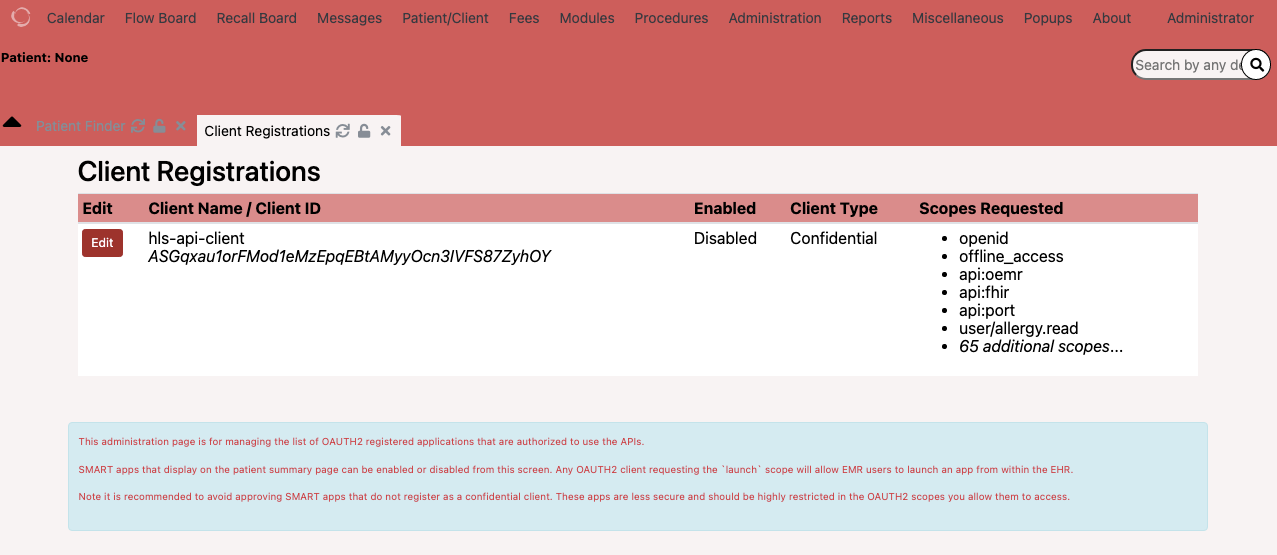 Calendar Flow Board Recall Board Messages Patient/Client Fees Modules Procedures Administration Reports Miscellaneous Popups About Administrator
Patient: None
Search by any de
Patient Finder
Client Registrations
Client Registrations
Edit Client Name / Client ID Enabled Client Type Scopes Requested
Edit hls-api-client Disabled Confidential
ASGqxau1orFMod1eMzEpqEBtAMyyOcn3lVFS87ZyhOY
• openid
• offline_access
• api:oemr
• api:fhir
• api:port
• user/allergy.read
• 65 additional scopes...
This administration page is for managing the list of OAUTH2 registered applications that are authorized to use the APIs.
SMART apps that display on the patient summary page can be enabled or disabled from this screen. Any OAUTH2 client requesting the `launch` scope will allow EMR users to launch an app from within the EHR.
Note it is recommended to avoid approving SMART apps that do not register as a confidential client. These apps are less secure and should be highly restricted in the OAUTH2 scopes you allow them to access.